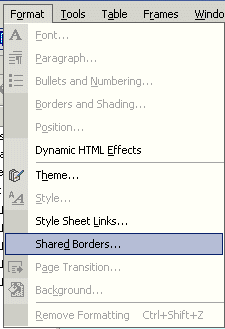 Format Tools Table Frames Windo
Font...
Paragraph...
Bullets and Numbering...
Borders and Shading...
Position...
Dynamic HTML Effects
Theme...
Style...
Style Sheet Links...
Shared Borders...
Page Transition...
Background...
Remove Formatting Ctrl+Shift+Z